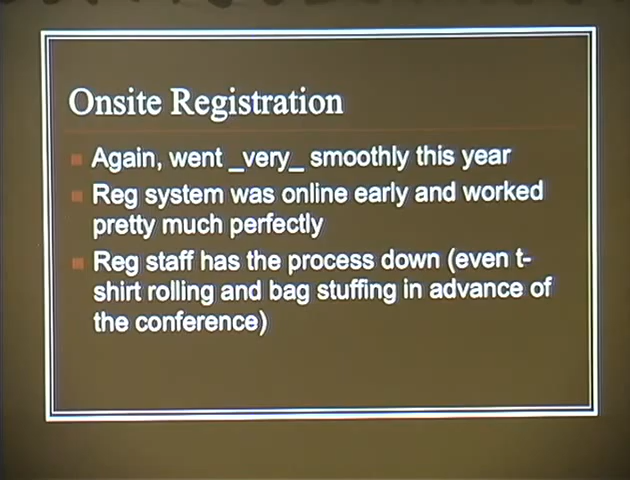 Onsite Registration
Again, went _very_ smoothly this year
Reg system was online early and worked
pretty much perfectly
Reg staff has the process down (even t-
shirt rolling and bag stuffing in advance of
the conference)